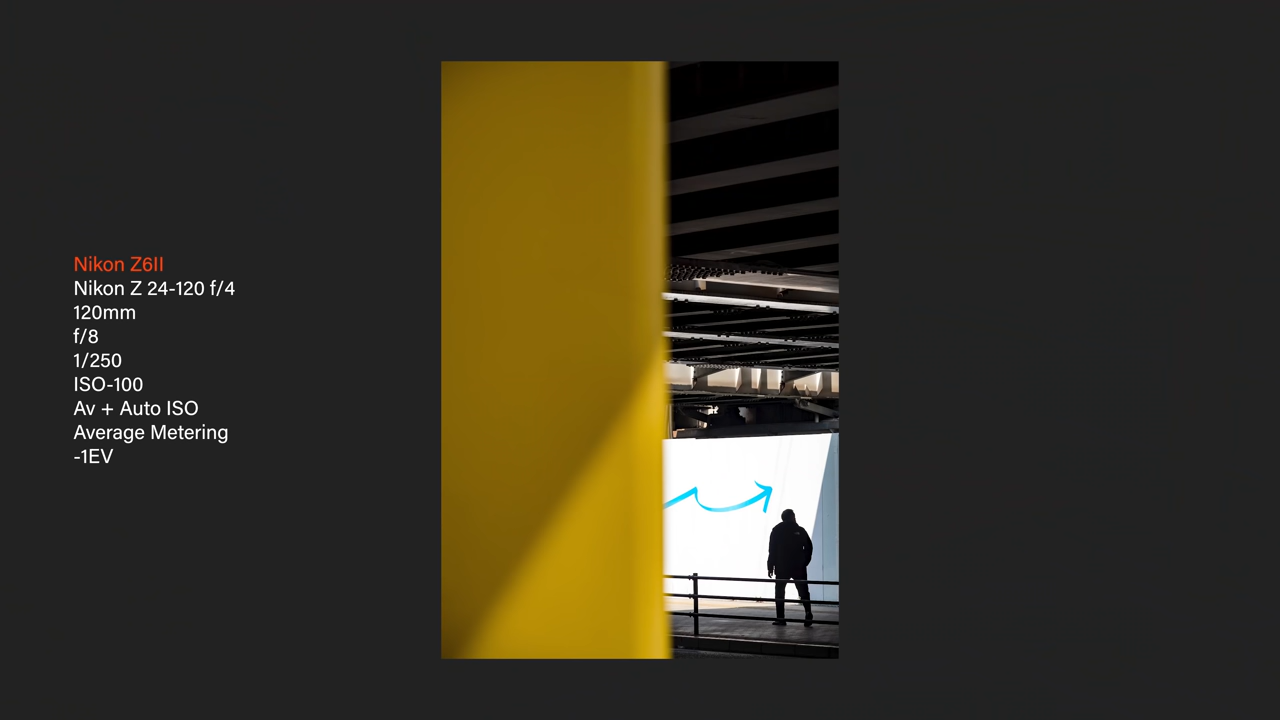 Nikon Z6II
Nikon Z 24-120 f/4
120mm
f/8
1/250
ISO-100
Av + Auto ISO
Average Metering
-1EV